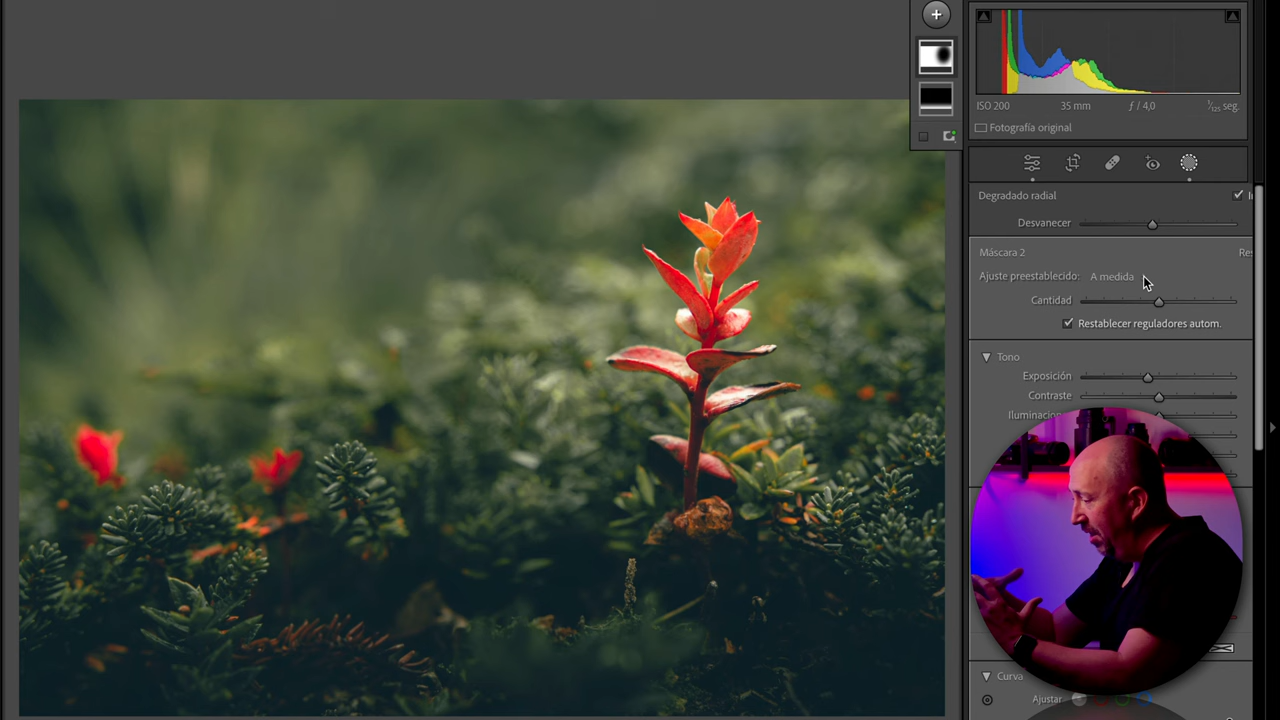 ISO 200 35 mm ƒ / 4,0 1/125 seg.
Fotografía original
Degradado radial
Desvanecer
Máscara 2
Ajuste preestablecido: A medida
Cantidad
Restablecer reguladores autom.
Tono
Exposición
Contraste
Curva
Ajustar